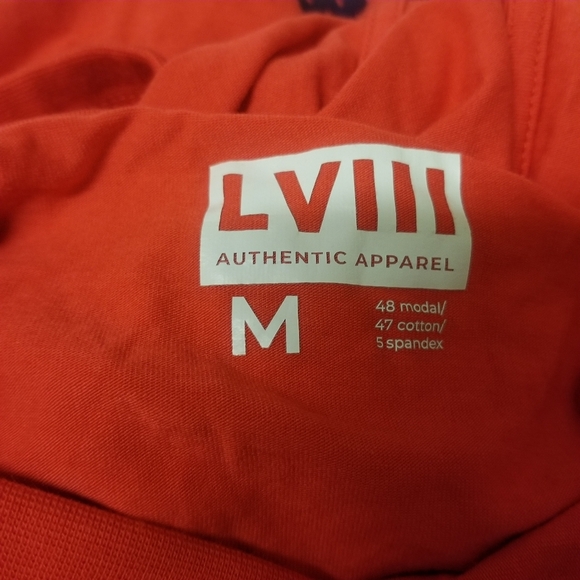 LVIII
AUTHENTIC APPAREL
M
48 modal/
47 cotton/
5 spandex